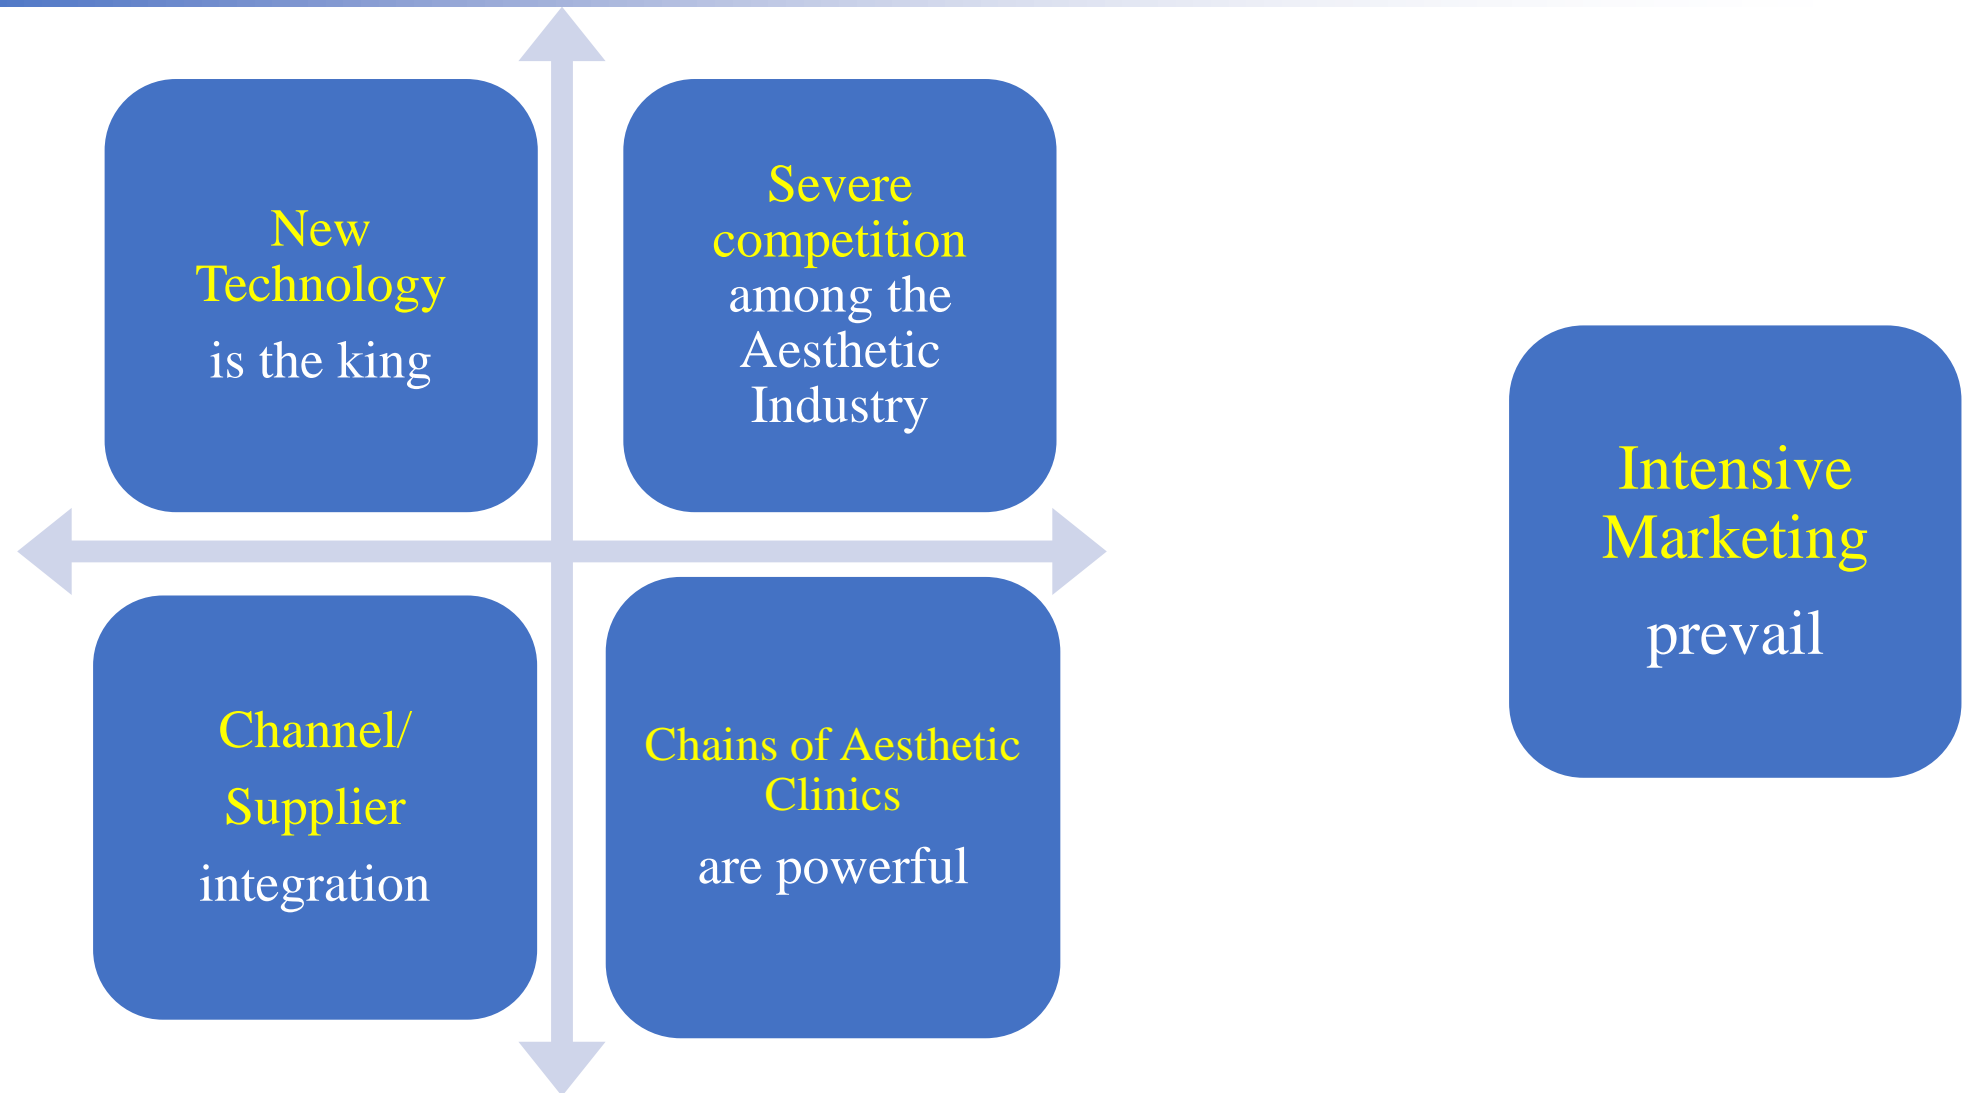 New
Technology
is the king
Severe
competition
among the
Aesthetic
Industry
Channel/
Supplier
integration
Chains of Aesthetic
Clinics
are powerful
Intensive
Marketing
prevail